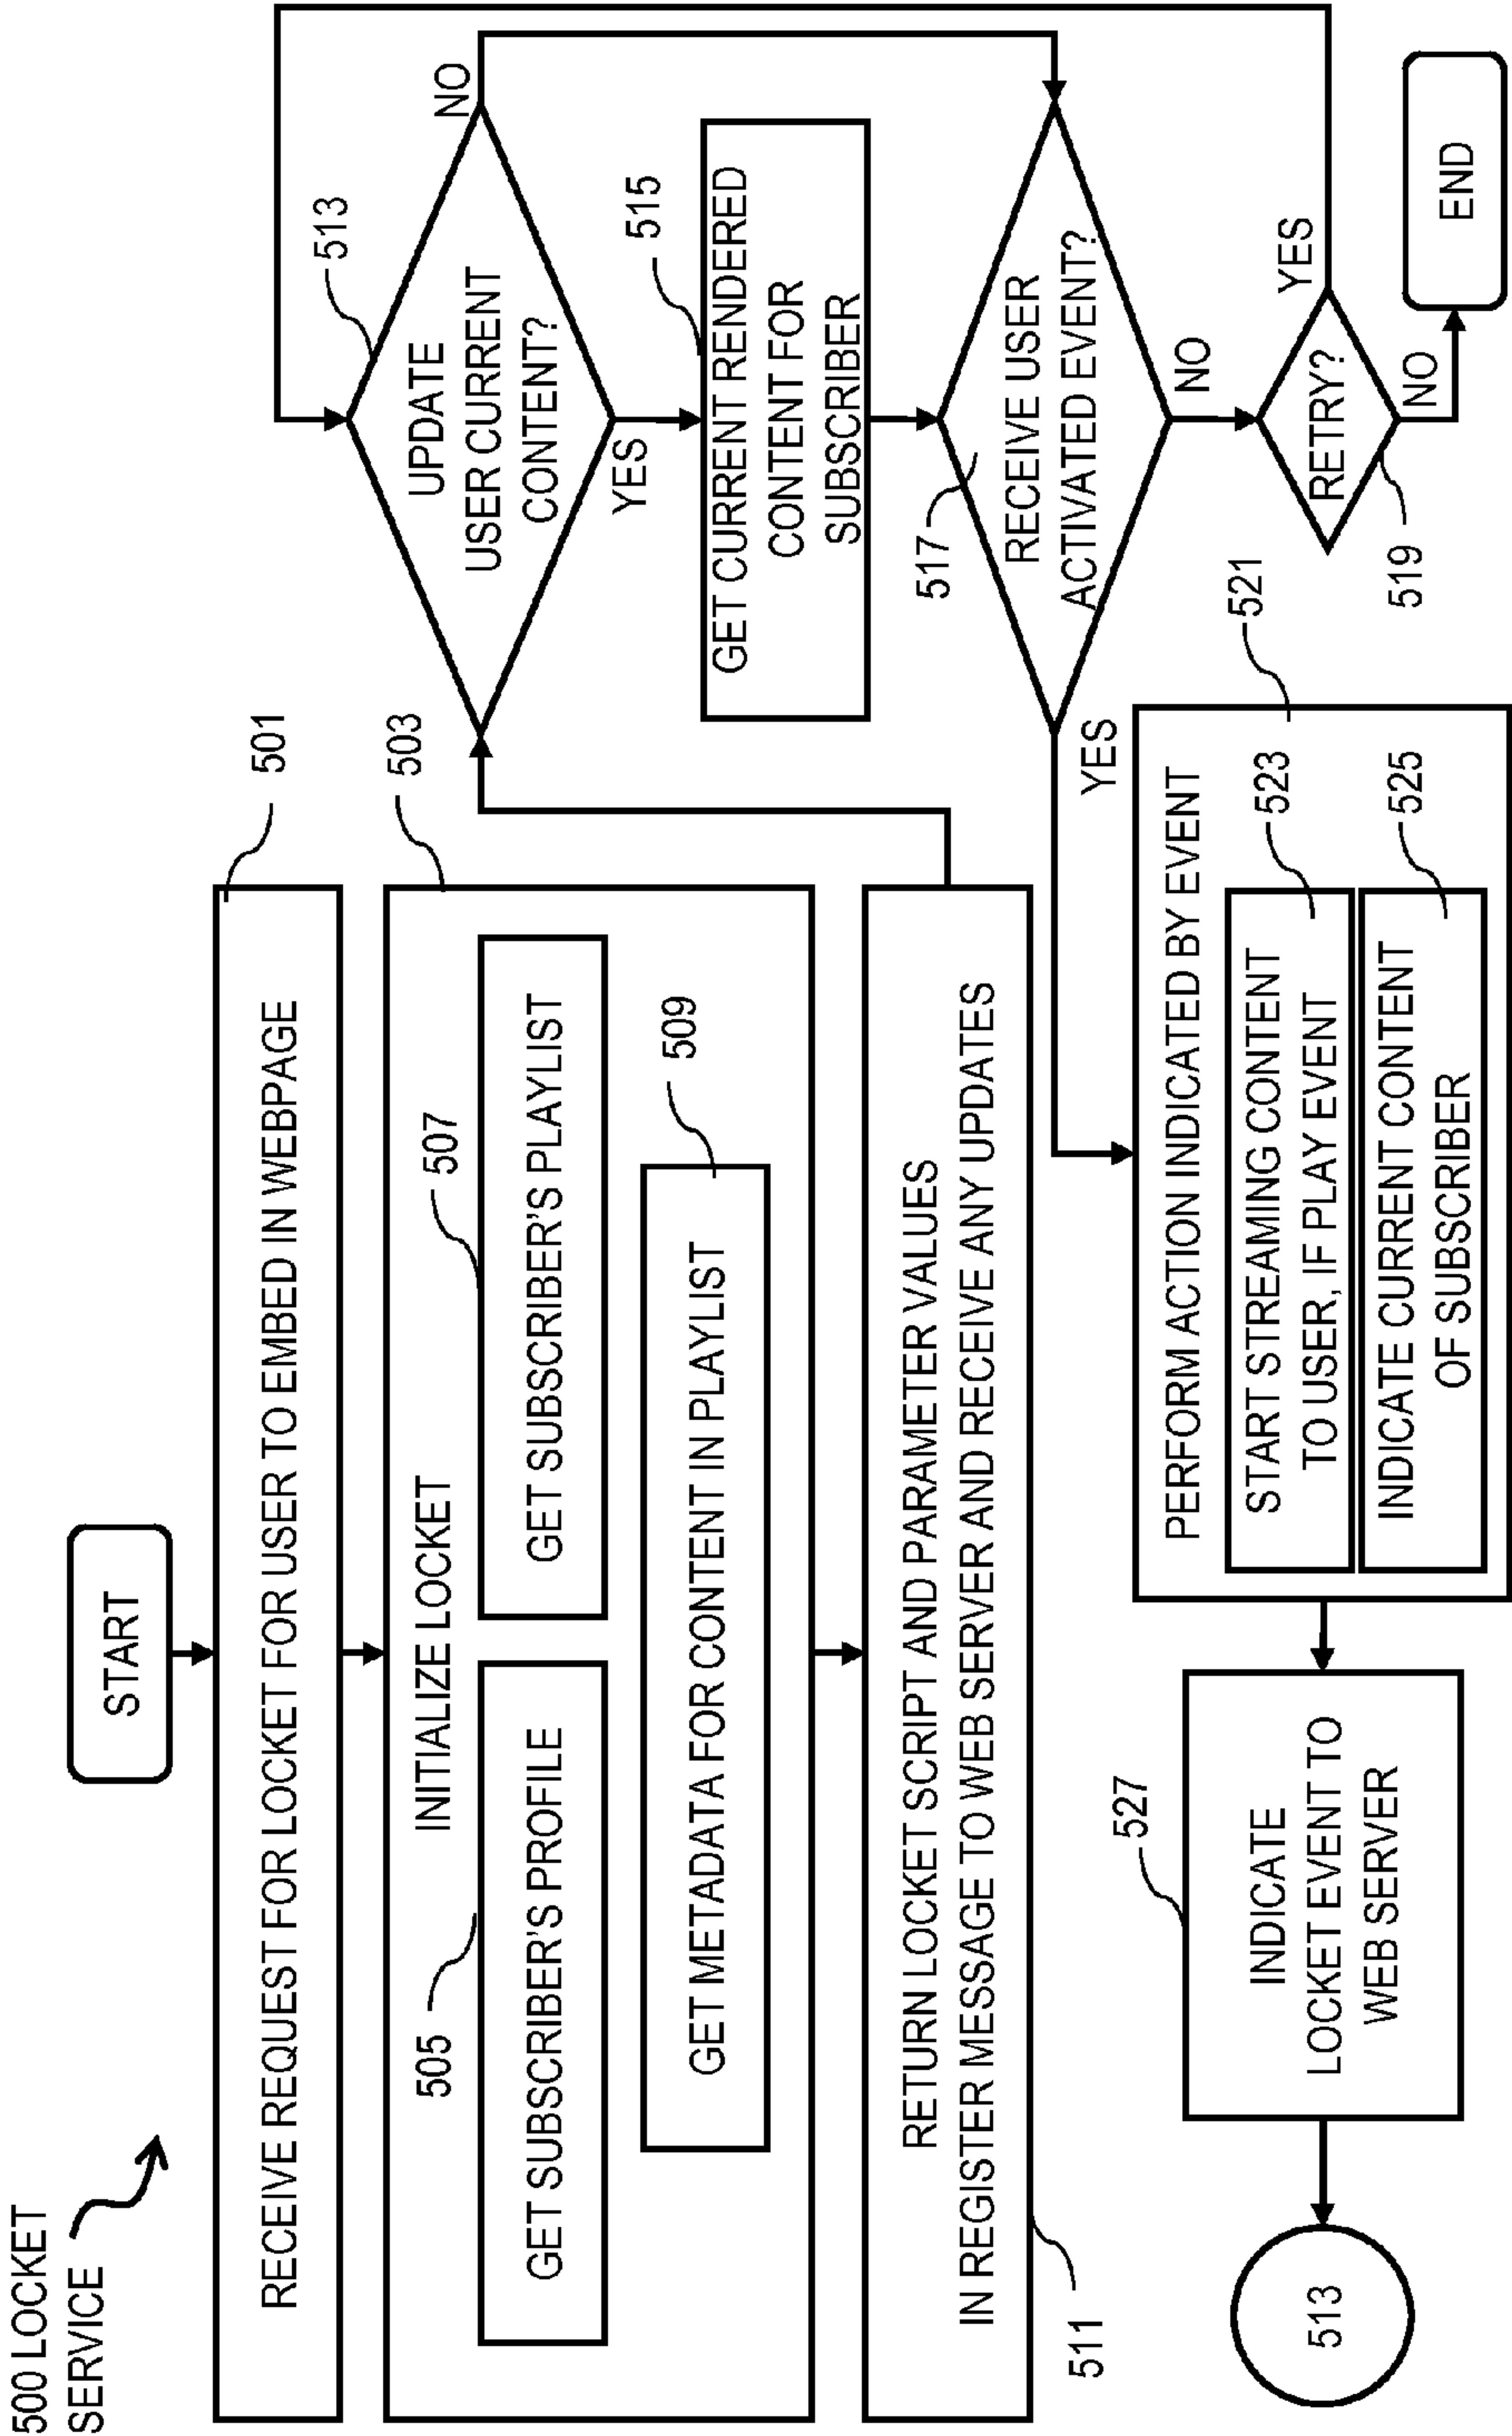 500 LOCKET
SERVICE
START
501
RECEIVE REQUEST FOR LOCKET FOR USER TO EMBED IN WEBPAGE
503
INITIALIZE LOCKET
505
GET SUBSCRIBER'S PROFILE
507
GET SUBSCRIBER'S PLAYLIST
509
GET METADATA FOR CONTENT IN PLAYLIST
RETURN LOCKET SCRIPT AND PARAMETER VALUES
IN REGISTER MESSAGE TO WEB SERVER AND RECEIVE ANY UPDATES
511
513
UPDATE
USER CURRENT
CONTENT?
NO
YES
515
GET CURRENT RENDERED
CONTENT FOR
SUBSCRIBER
517
RECEIVE USER
ACTIVATED EVENT?
YES
NO
RETRY?
YES
519
NO
END
521
PERFORM ACTION INDICATED BY EVENT
523
START STREAMING CONTENT
TO USER, IF PLAY EVENT
525
INDICATE CURRENT CONTENT
OF SUBSCRIBER
527
INDICATE
LOCKET EVENT TO
WEB SERVER
513